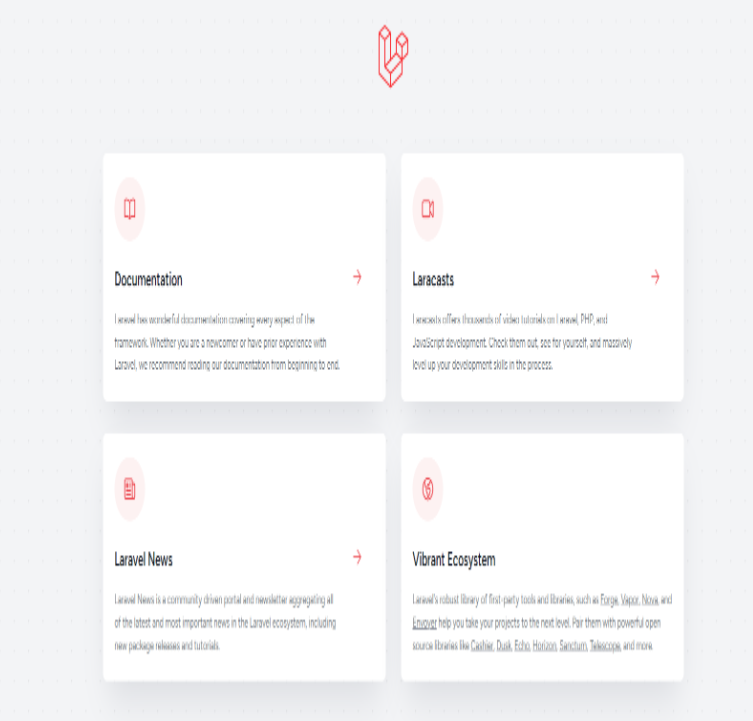 Documentation
Laravel has wonderful documentation covering every aspect of the
framework. Whether you are a newcomer or have prior experience with
Laravel, we recommend reading our documentation from beginning to end.
Laracasts
Laracasts offers thousands of video tutorials on Laravel, PHP, and
JavaScript development. Check them out, see for yourself, and massively
level up your development skills in the process.
Laravel News
Laravel News is a community driven portal and newsletter aggregating all
of the latest and most important news in the Laravel ecosystem, including
new package releases and tutorials.
Vibrant Ecosystem
Laravel's robust library of first-party tools and libraries, such as Forge, Vapor, Nova, and
Envoyer help you take your projects to the next level. Pair them with powerful open
source libraries like Cashier, Dusk, Echo, Horizon, Sanctum, Telescope, and more.